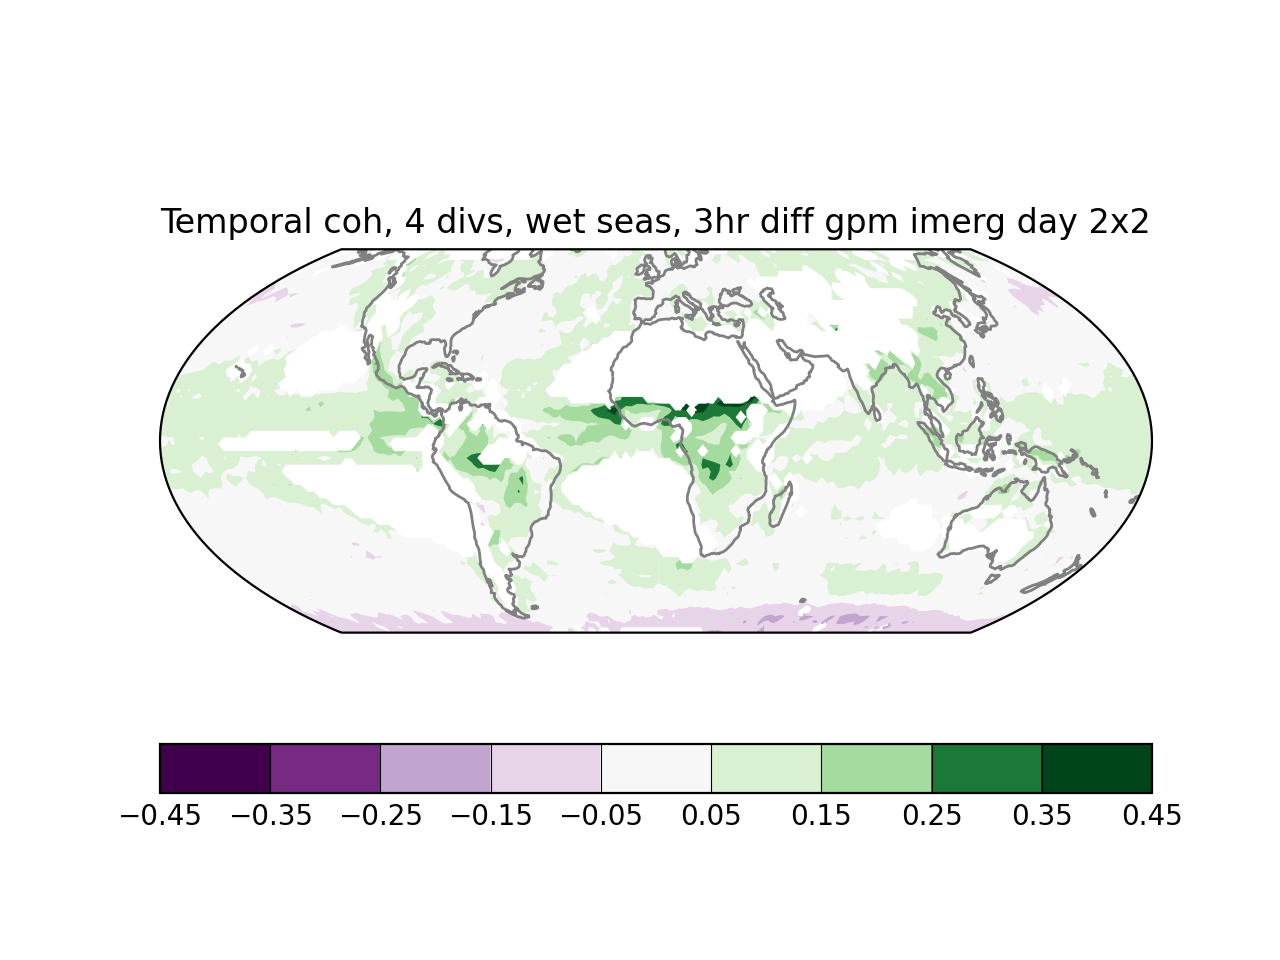 Temporal coh, 4 divs, wet seas, 3hr diff gpm imerg day 2x2
−0.45 −0.35 −0.25 −0.15 −0.05 0.05 0.15 0.25 0.35 0.45